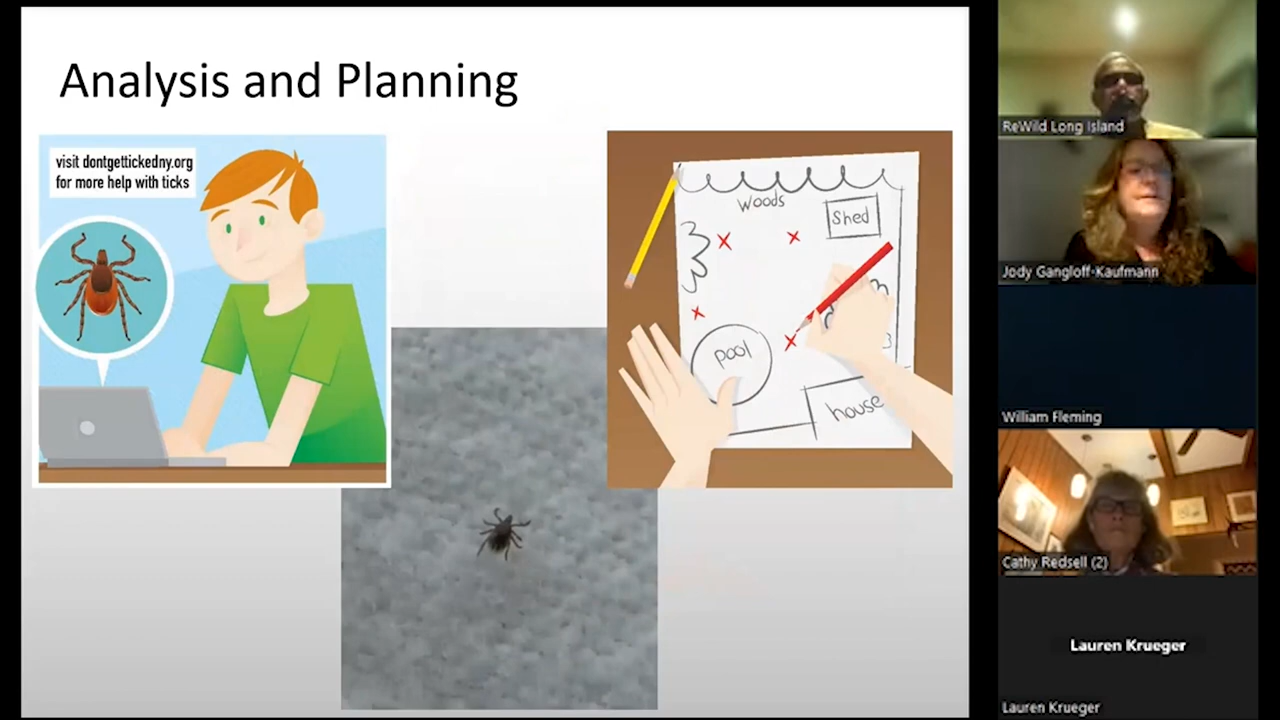 Analysis and Planning
visit dontgettickedny.org
for more help with ticks
Woods
Shed
pool
house
ReWild Long Island
Jody Gangloff-Kaufmann
William Fleming
Cathy Redsell (2)
Lauren Krueger
Lauren Krueger